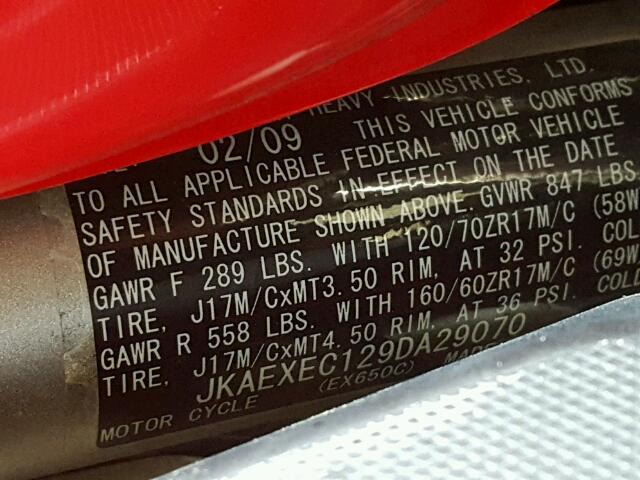 HEAVY INDUSTRIES, LTD.
02/09 THIS VEHICLE CONFORMS
TO ALL APPLICABLE FEDERAL MOTOR VEHICLE
SAFETY STANDARDS IN EFFECT ON THE DATE
OF MANUFACTURE SHOWN ABOVE. GVWR 847 LBS
GAWR F 289 LBS. WITH 120/70ZR17M/C (58W
TIRE, J17M/CxMT3.50 RIM, AT 32 PSI. COL
GAWR R 558 LBS. WITH 160/60ZR17M/C (69W
TIRE, J17M/CxMT4.50 RIM, AT 36 PSI. COL
JKAEXEC129DA29070
MOTOR CYCLE (EX650C) MADE